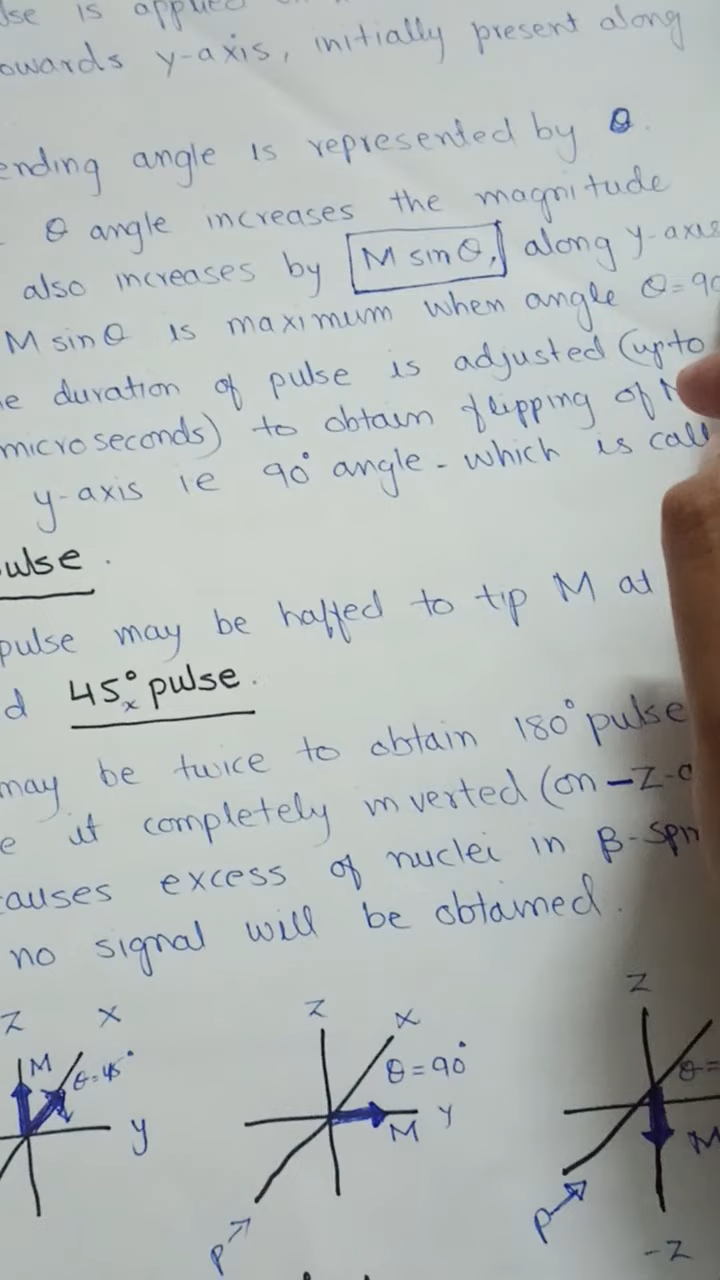 is applied
towards y-axis, initially present along
ending angle is represented by θ.
θ angle increases the magnitude
also increases by M sinθ, along y-axis
M sinθ is maximum when angle θ=90
e duration of pulse is adjusted (upto
microseconds) to obtain flipping of M
y-axis ie 90° angle - which is call
ulse.
pulse may be halfed to tip M at
d 45°x pulse.
may be twice to obtain 180° pulse
e it completely inverted (on -Z-a
causes excess of nuclei in β-spin
no signal will be obtained.
Z X Z X Z
M θ=45° θ=90° θ=
y M Y M
P P
-Z